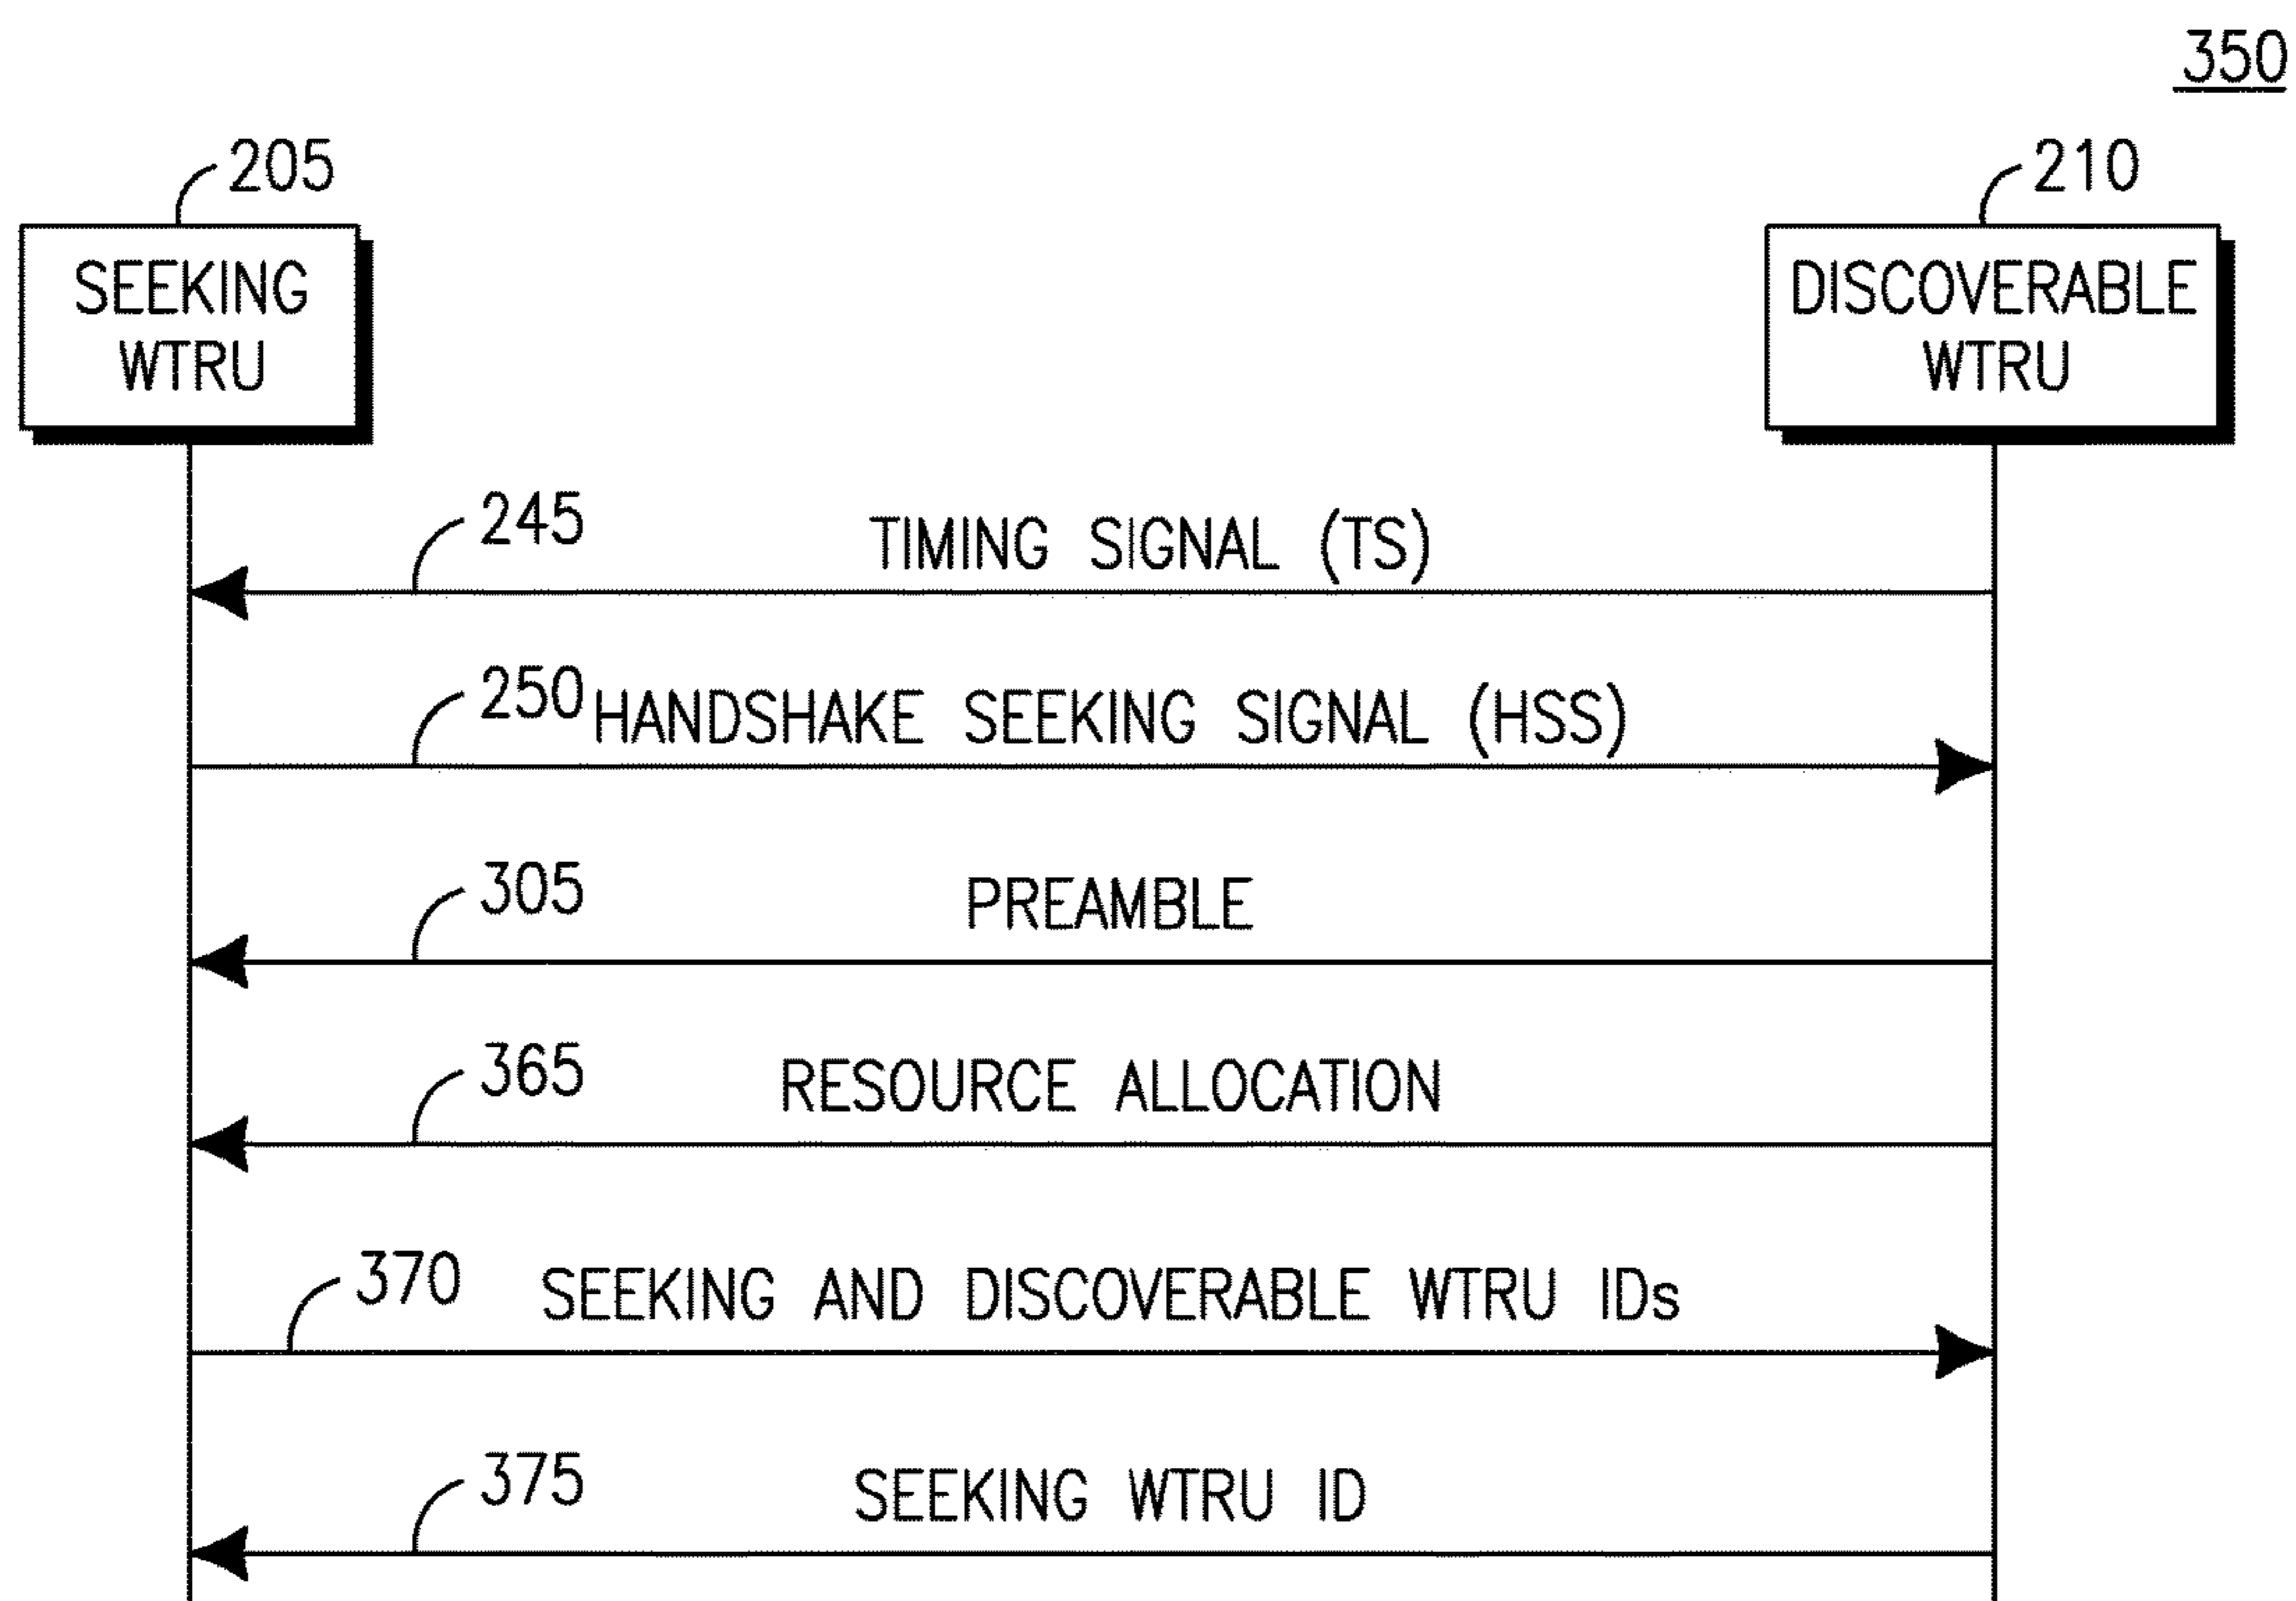 350
205
210
SEEKING
WTRU
DISCOVERABLE
WTRU
245
TIMING SIGNAL (TS)
250
HANDSHAKE SEEKING SIGNAL (HSS)
305
PREAMBLE
365
RESOURCE ALLOCATION
370
SEEKING AND DISCOVERABLE WTRU IDs
375
SEEKING WTRU ID